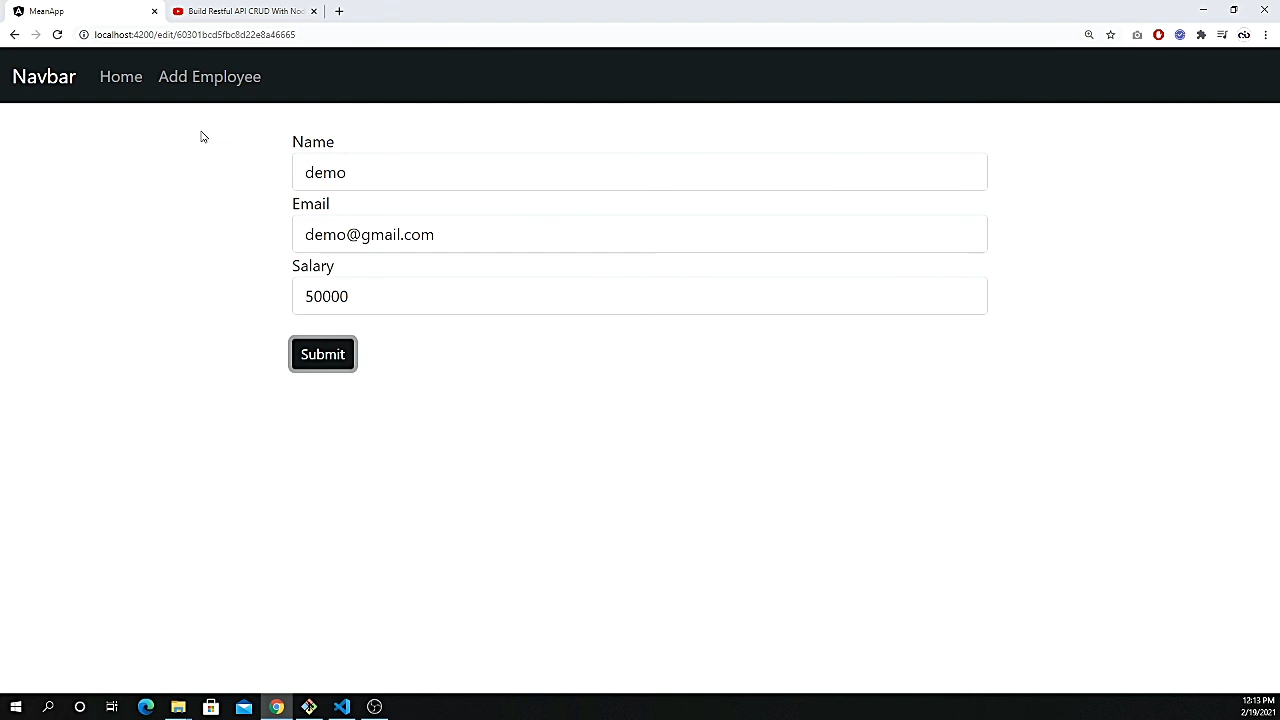 MeanApp
Build Restful API CRUD With Nod
localhost:4200/edit/60301bcd5fbc8d22e8a46665
Navbar Home Add Employee
Name
demo
Email
demo@gmail.com
Salary
50000
Submit
12:13 PM
2/19/2021